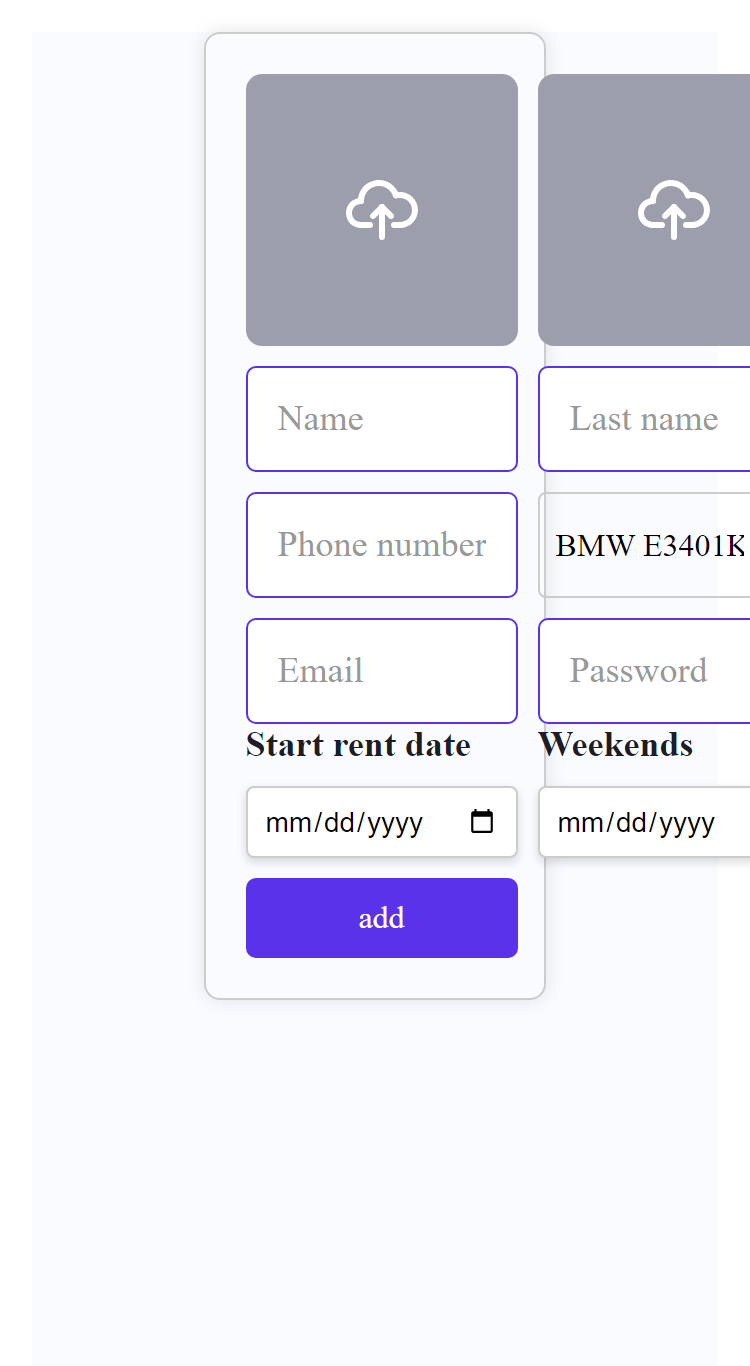 Name
Last name
Phone number
BMW E3401K
Email
Password
Start rent date
Weekends
mm/dd/yyyy
mm/dd/yyyy
add